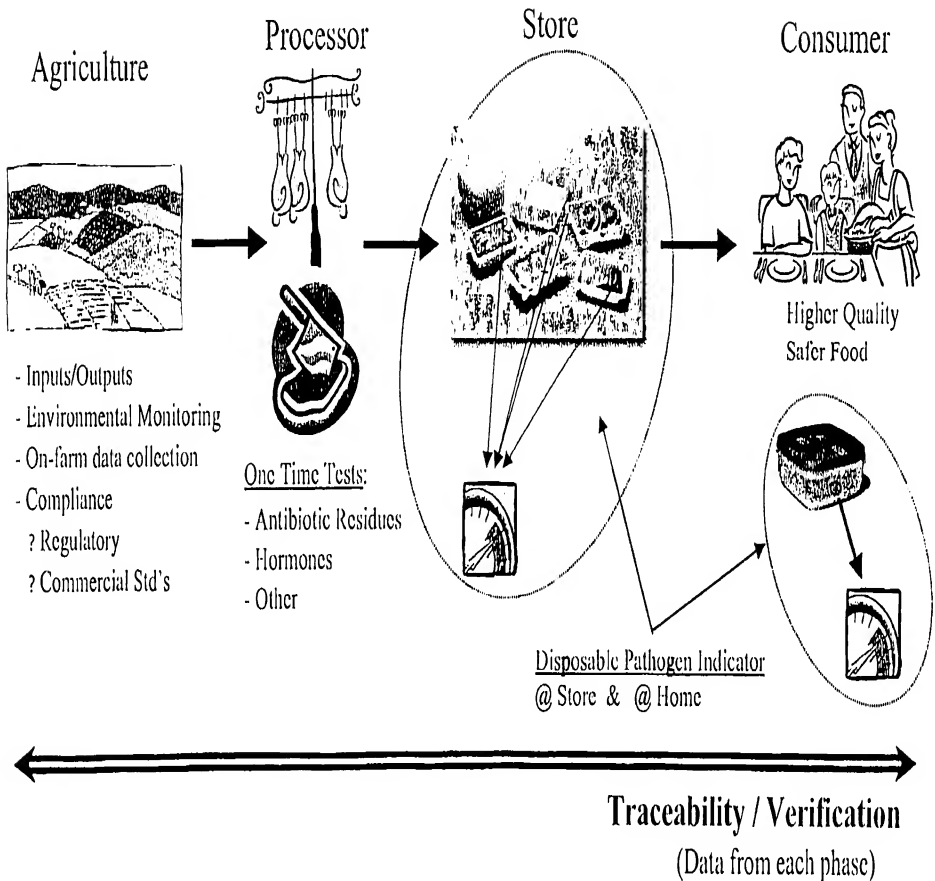 Agriculture
Processor
Store
Consumer
- Inputs/Outputs
- Environmental Monitoring
- On-farm data collection
- Compliance
? Regulatory
? Commercial Std's
One Time Tests:
- Antibiotic Residues
- Hormones
- Other
Higher Quality
Safer Food
Disposable Pathogen Indicator
@ Store & @ Home
Traceability / Verification
(Data from each phase)